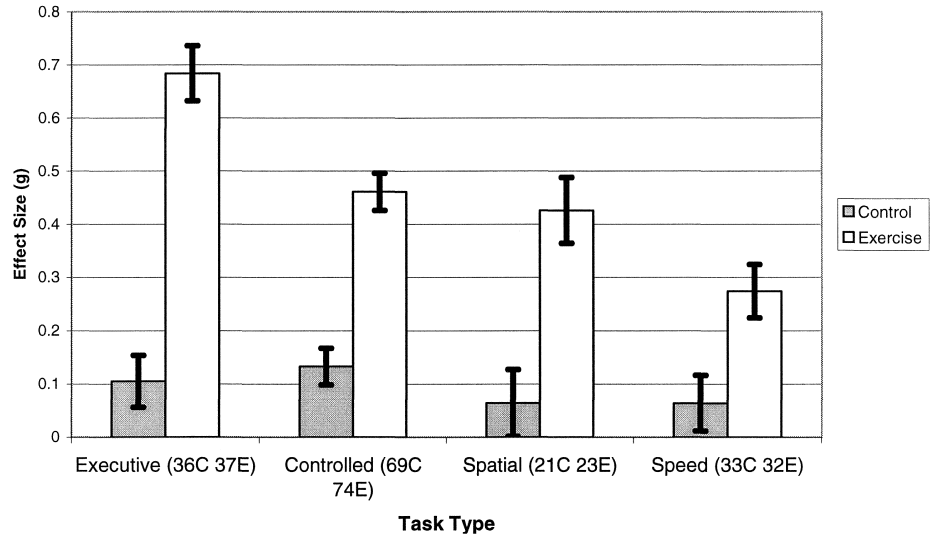 0.8
0.7
0.6
0.5
0.4
0.3
0.2
0.1
0
Effect Size (g)
Executive (36C 37E)
Controlled (69C
74E)
Spatial (21C 23E)
Speed (33C 32E)
Task Type
Control
Exercise